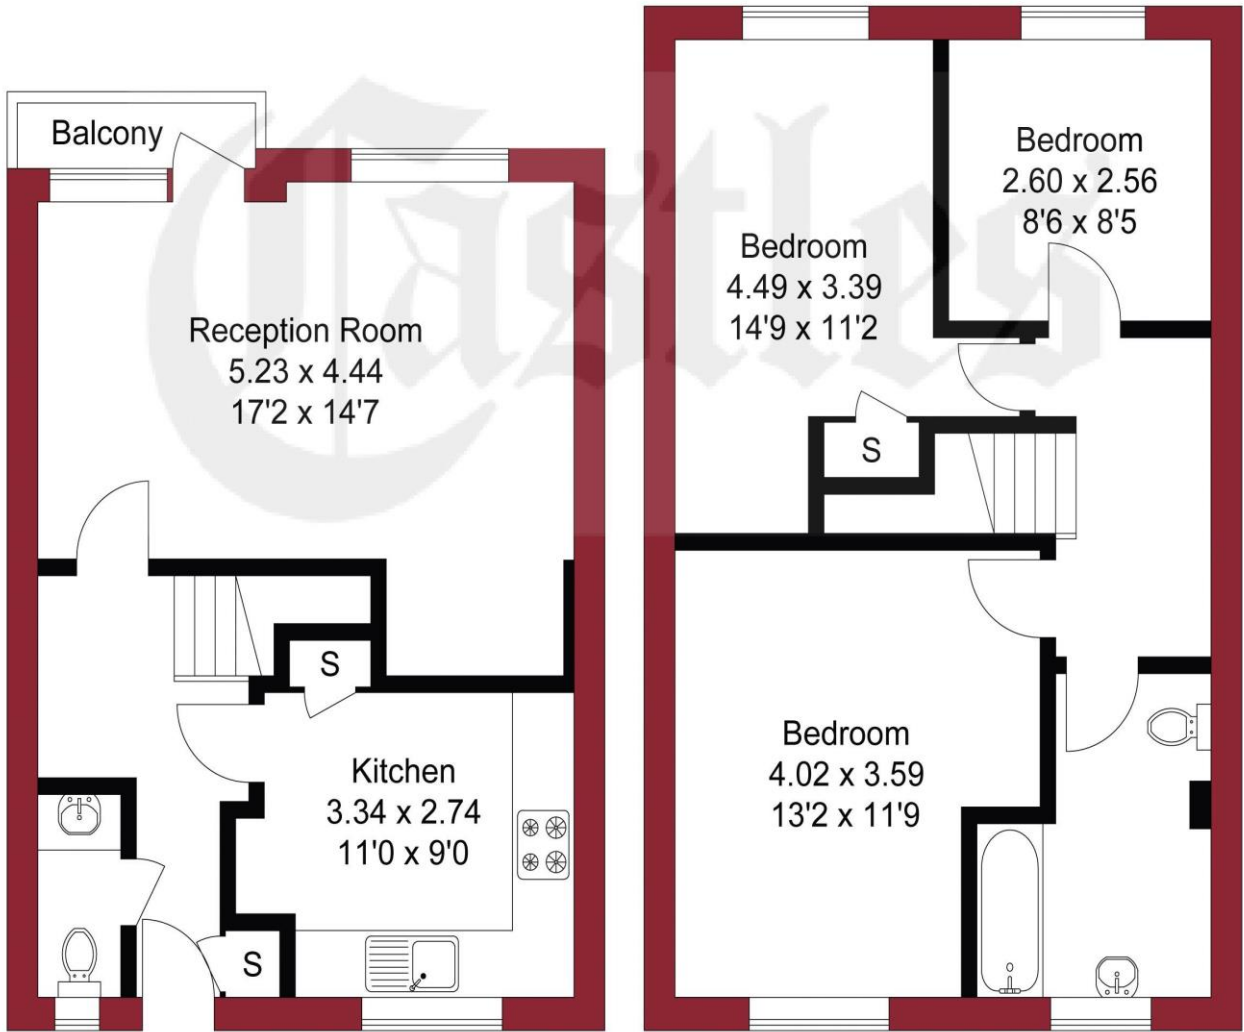 Balcony
Reception Room
5.23 x 4.44
17'2 x 14'7
S
Kitchen
3.34 x 2.74
11'0 x 9'0
S
Bedroom
2.60 x 2.56
8'6 x 8'5
Bedroom
4.49 x 3.39
14'9 x 11'2
S
Bedroom
4.02 x 3.59
13'2 x 11'9
Castles